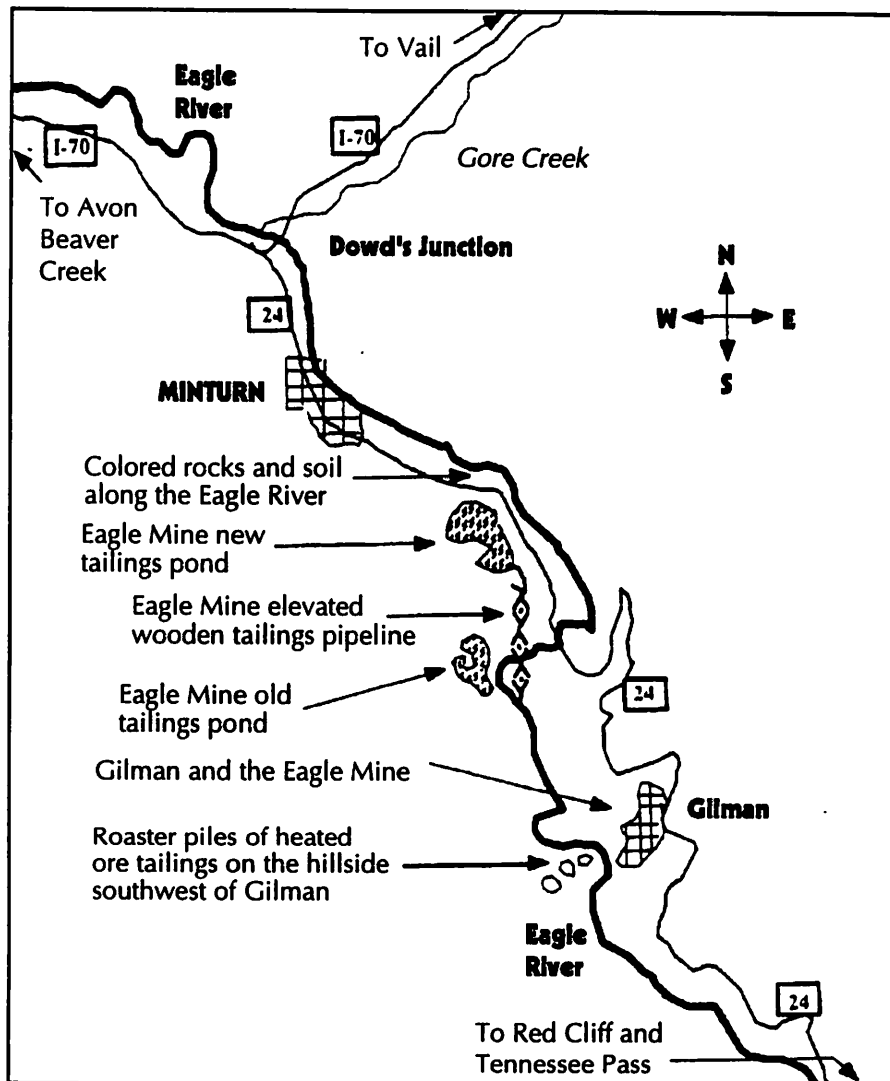 To Vail
Eagle
River
I-70
I-70
Gore Creek
To Avon
Beaver
Creek
Dowd's Junction
N
W
E
S
24
MINTURN
Colored rocks and soil
along the Eagle River
Eagle Mine new
tailings pond
Eagle Mine elevated
wooden tailings pipeline
Eagle Mine old
tailings pond
24
Gilman and the Eagle Mine
Gilman
Roaster piles of heated
ore tailings on the hillside
southwest of Gilman
Eagle
River
24
To Red Cliff and
Tennessee Pass